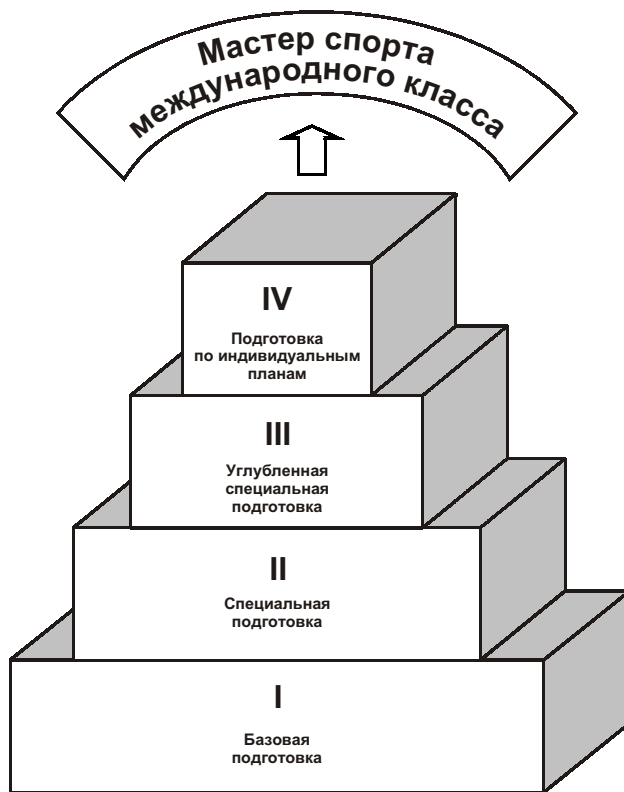 Мастер спорта
международного класса
IV
Подготовка
по индивидуальным
планам
III
Углубленная
специальная
подготовка
II
Специальная
подготовка
I
Базовая
подготовка